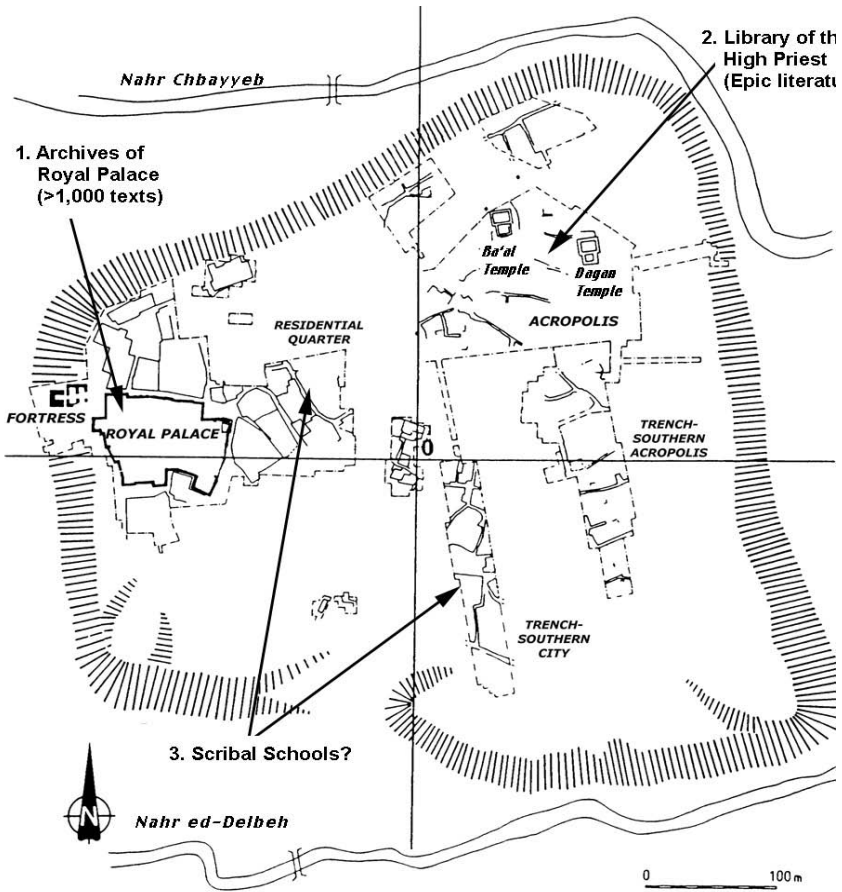 2. Library of th
High Priest
(Epic literatu
Nahr Chbayyeb
1. Archives of
Royal Palace
(>1,000 texts)
Ba'al
Temple
Dagan
Temple
RESIDENTIAL
QUARTER
ACROPOLIS
FORTRESS
ROYAL PALACE
TRENCH-
SOUTHERN
ACROPOLIS
0
TRENCH-
SOUTHERN
CITY
3. Scribal Schools?
N
Nahr ed-Delbeh
0 100 m